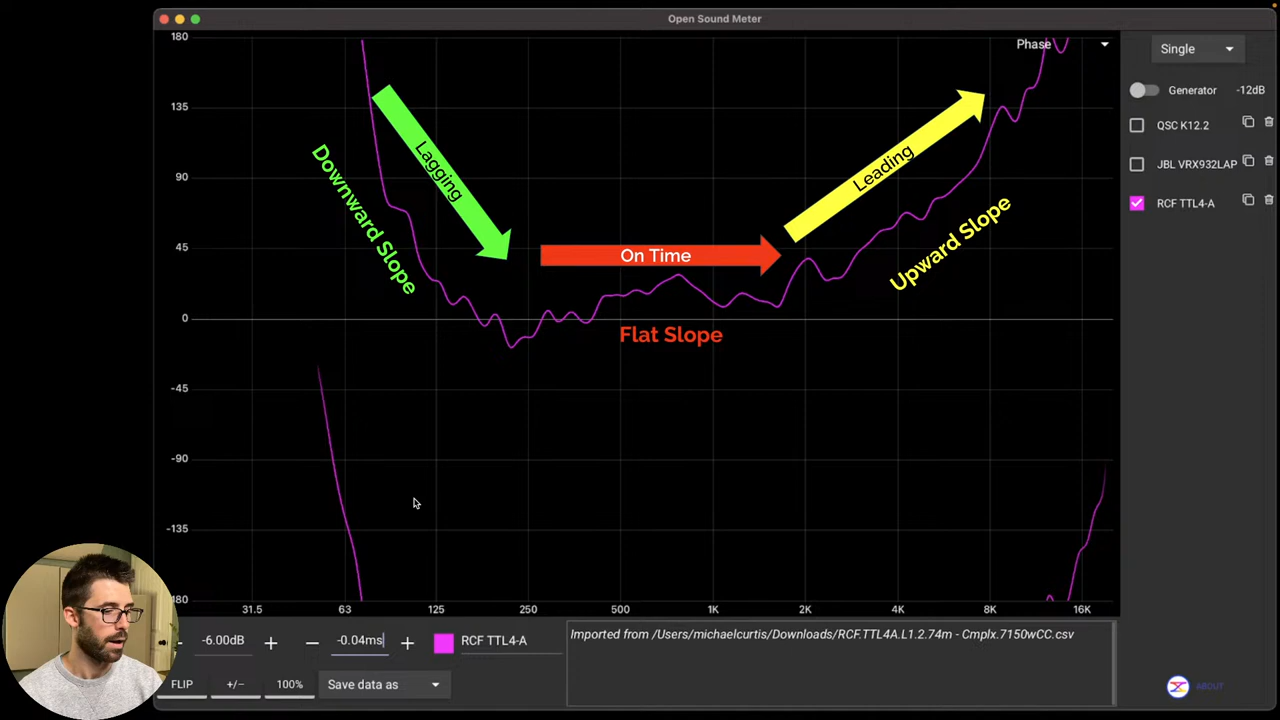 Open Sound Meter
180
Phase
135
90
45
0
-45
-90
-135
180
31.5
63
125
250
500
1K
2K
4K
8K
16K
Downward Slope
Lagging
On Time
Flat Slope
Leading
Upward Slope
Single
Generator -12dB
QSC K12.2
JBL VRX932LAP
RCF TTL4-A
- -6.00dB + − -0.04ms + RCF TTL4-A
FLIP +/− 100% Save data as
Imported from /Users/michaelcurtis/Downloads/RCF.TTL4A.L1.2.74m - Cmplx.7150wCC.csv
ABOUT